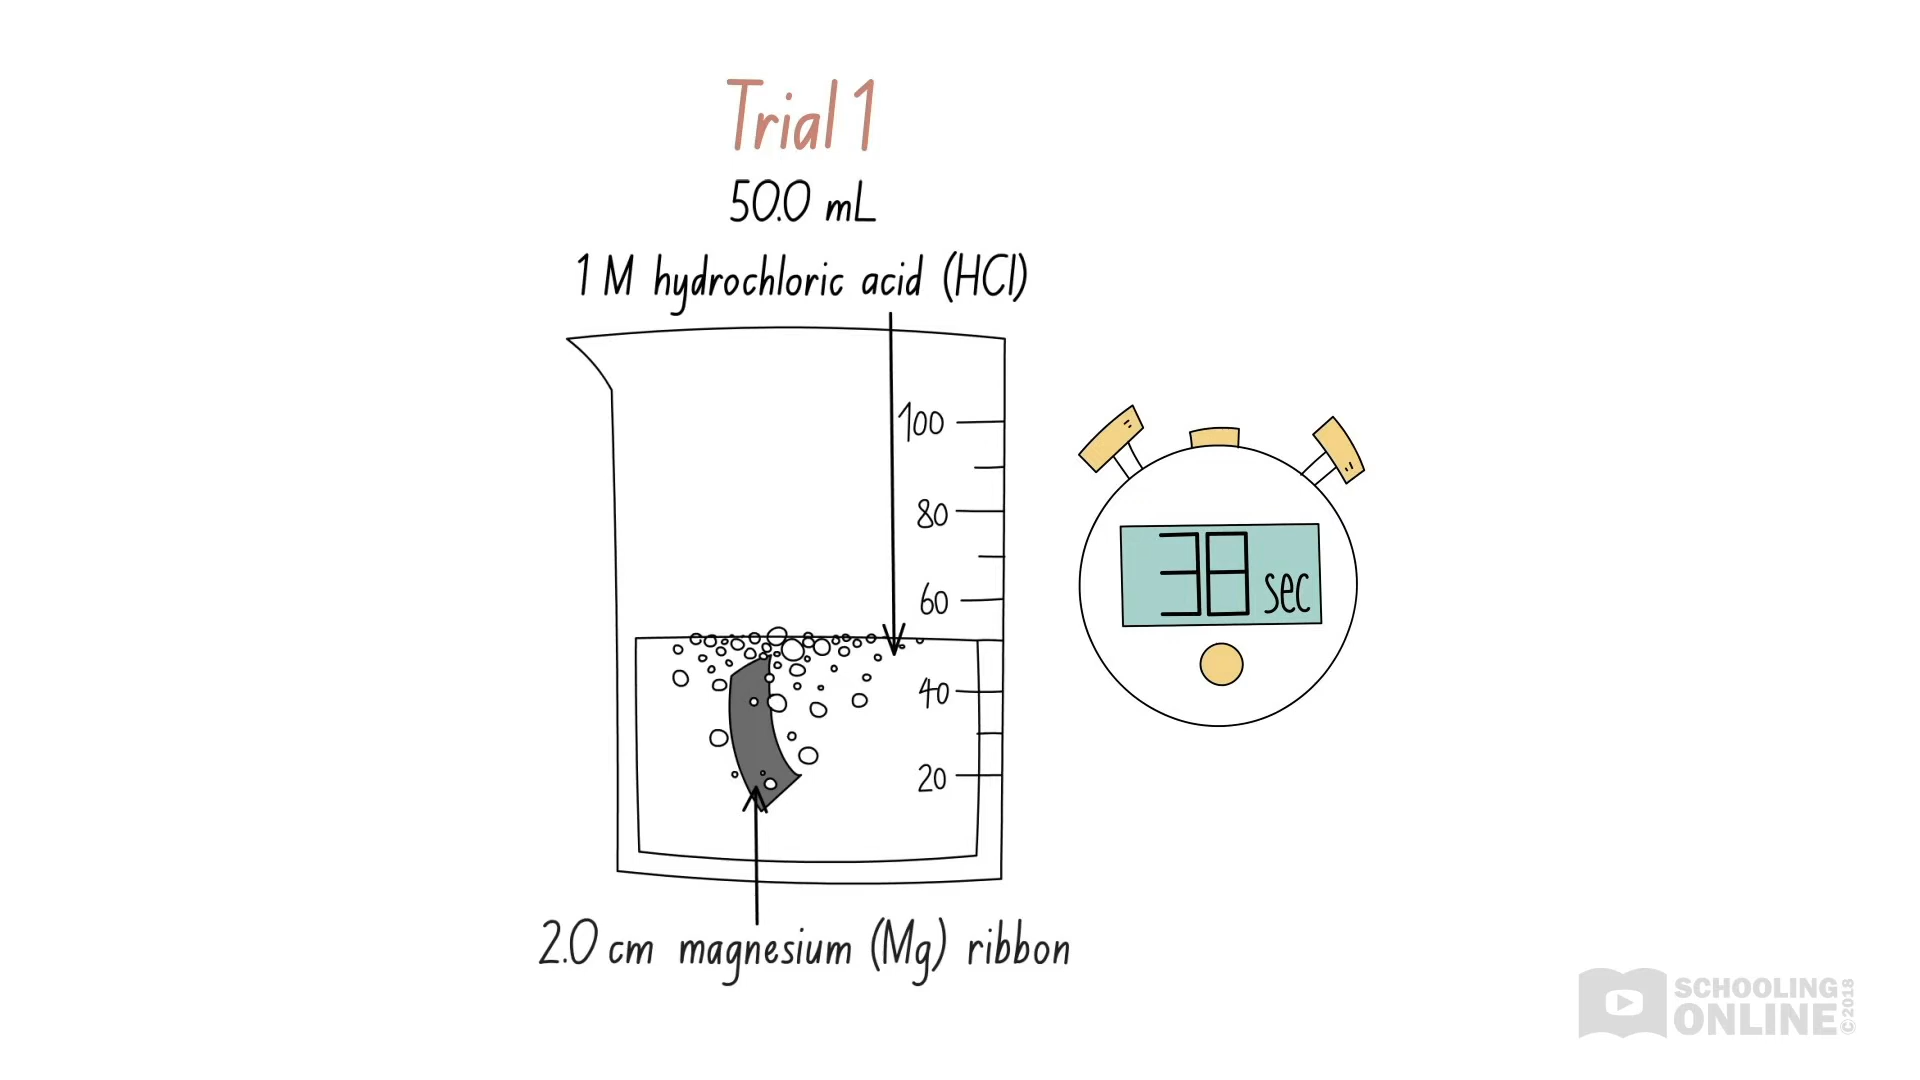 Trial 1
50.0 mL
1 M hydrochloric acid (HCl)
100
80
60
40
20
38 sec
2.0 cm magnesium (Mg) ribbon
SCHOOLING
ONLINE
©2018